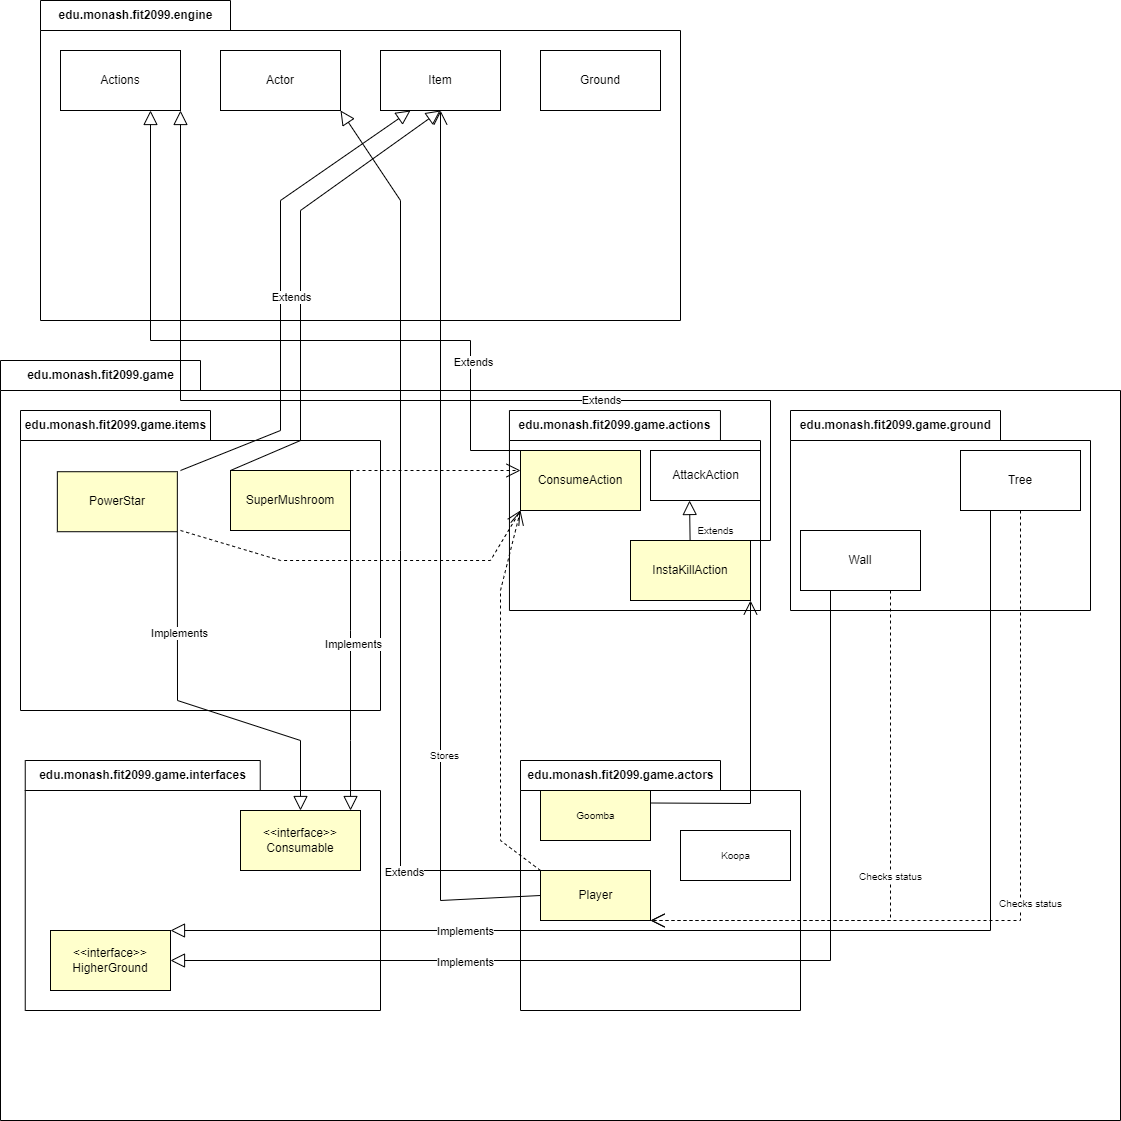 edu.monash.fit2099.engine
Actions
Actor
Item
Ground
Extends
Extends
edu.monash.fit2099.game
Extends
edu.monash.fit2099.game.items
edu.monash.fit2099.game.actions
edu.monash.fit2099.game.ground
PowerStar
SuperMushroom
ConsumeAction
AttackAction
Tree
Extends
InstaKillAction
Wall
Implements
Implements
Stores
edu.monash.fit2099.game.interfaces
edu.monash.fit2099.game.actors
<<interface>>
Consumable
Goomba
Koopa
Extends
Player
Checks status
Checks status
Implements
<<interface>>
HigherGround
Implements